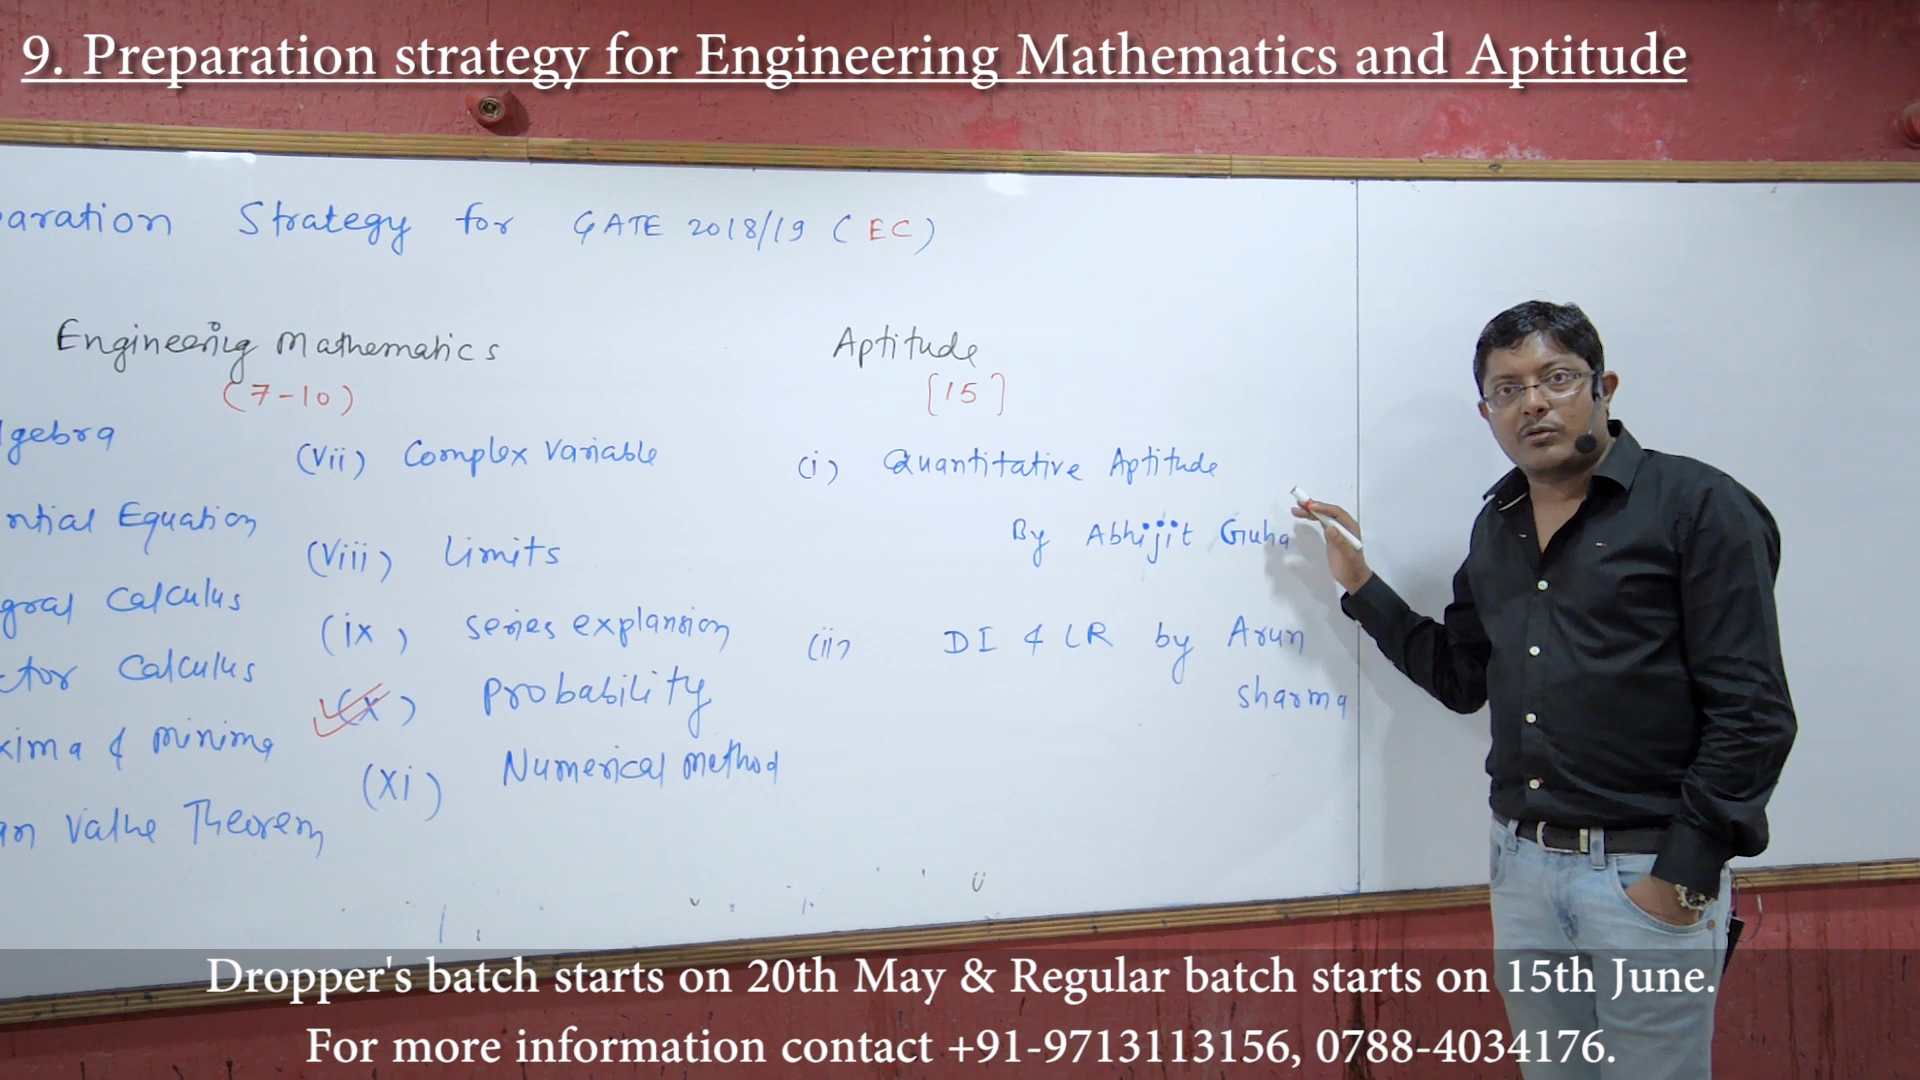 9. Preparation strategy for Engineering Mathematics and Aptitude
aration Strategy for GATE 2018/19 (EC)
Engineering Mathematics
(7-10)
gebra
ntial Equation
gral Calculus
ctor Calculus
xima & minima
an Value Theorem
(vii) Complex Variable
(viii) Limits
(ix) series explansion
(x) Probability
(xi) Numerical method
Aptitude
[15]
(i) Quantitative Aptitude
By Abhijit Guha
(ii) DI & LR by Arun
sharma
Dropper's batch starts on 20th May & Regular batch starts on 15th June.
For more information contact +91-9713113156, 0788-4034176.